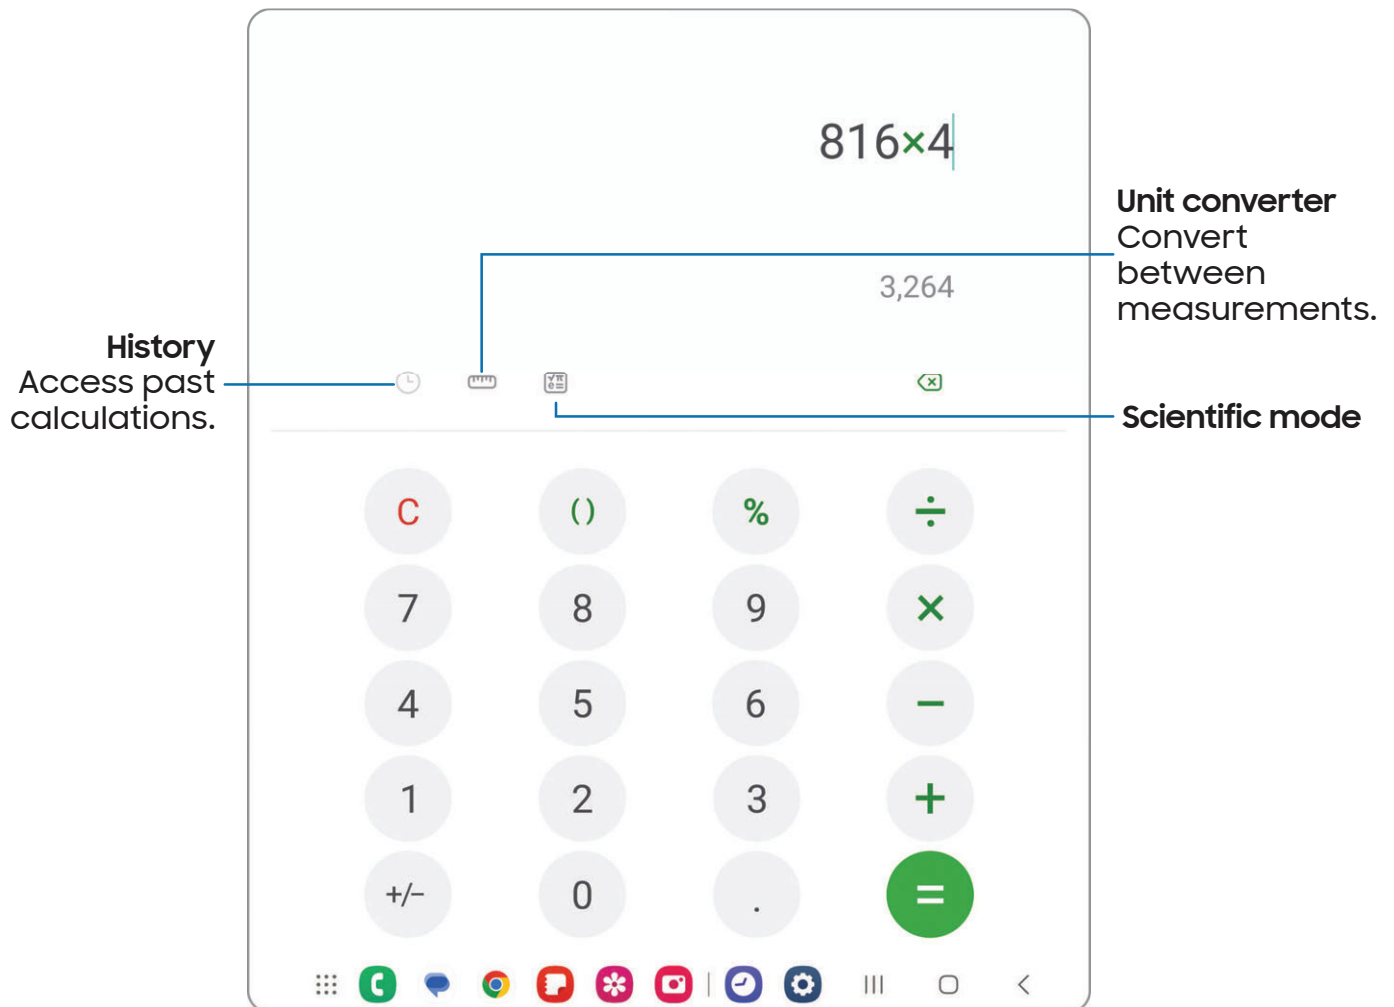 816×4
Unit converter
Convert
between
measurements.
3,264
History
Access past
calculations.
Scientific mode
C
()
%
÷
7
8
9
×
4
5
6
−
1
2
3
+
+/−
0
.
=